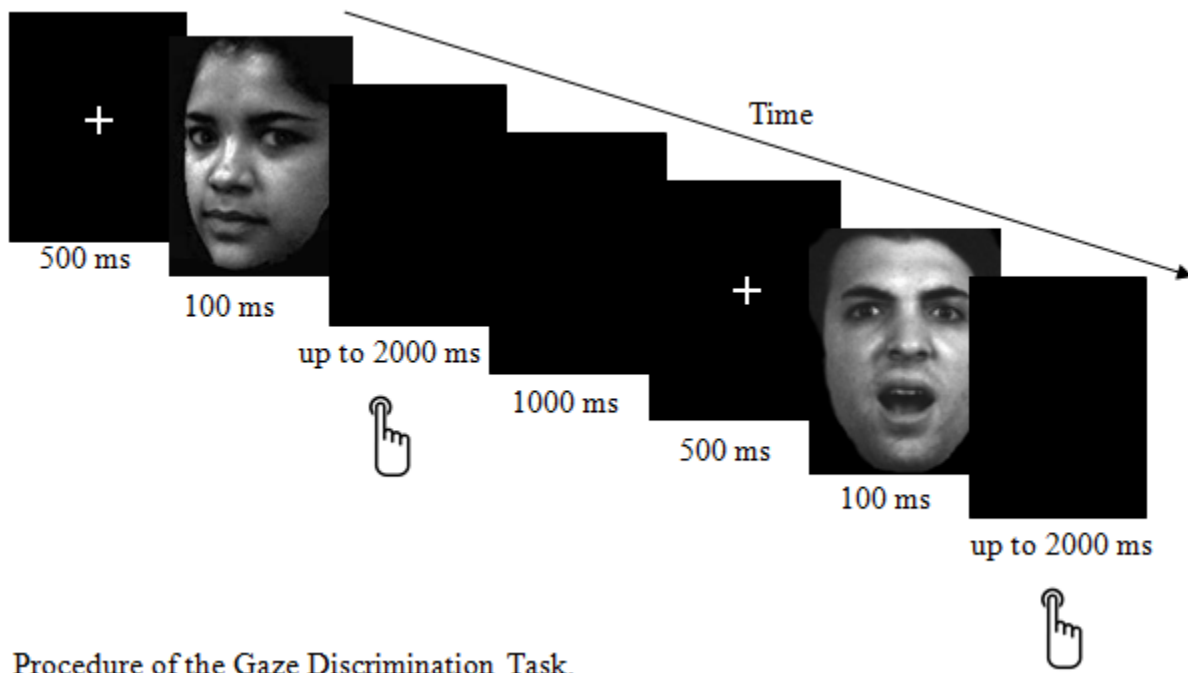 Time
500 ms
100 ms
up to 2000 ms
1000 ms
500 ms
100 ms
up to 2000 ms
Procedure of the Gaze Discrimination Task.